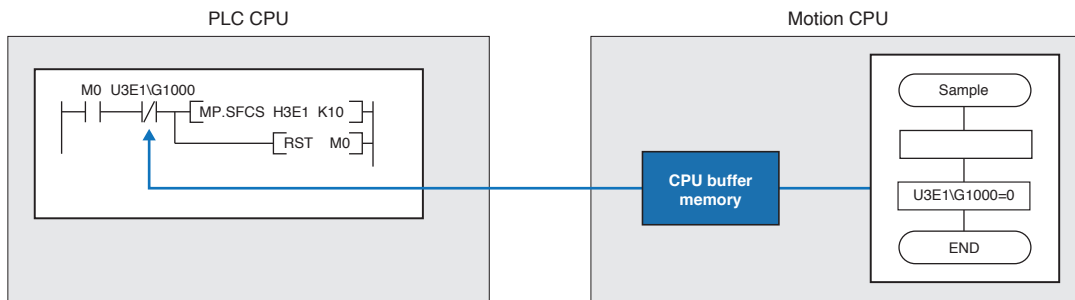 PLC CPU
Motion CPU
M0 U3E1\G1000
MP.SFCS H3E1 K10
RST M0
CPU buffer
memory
Sample
U3E1\G1000=0
END